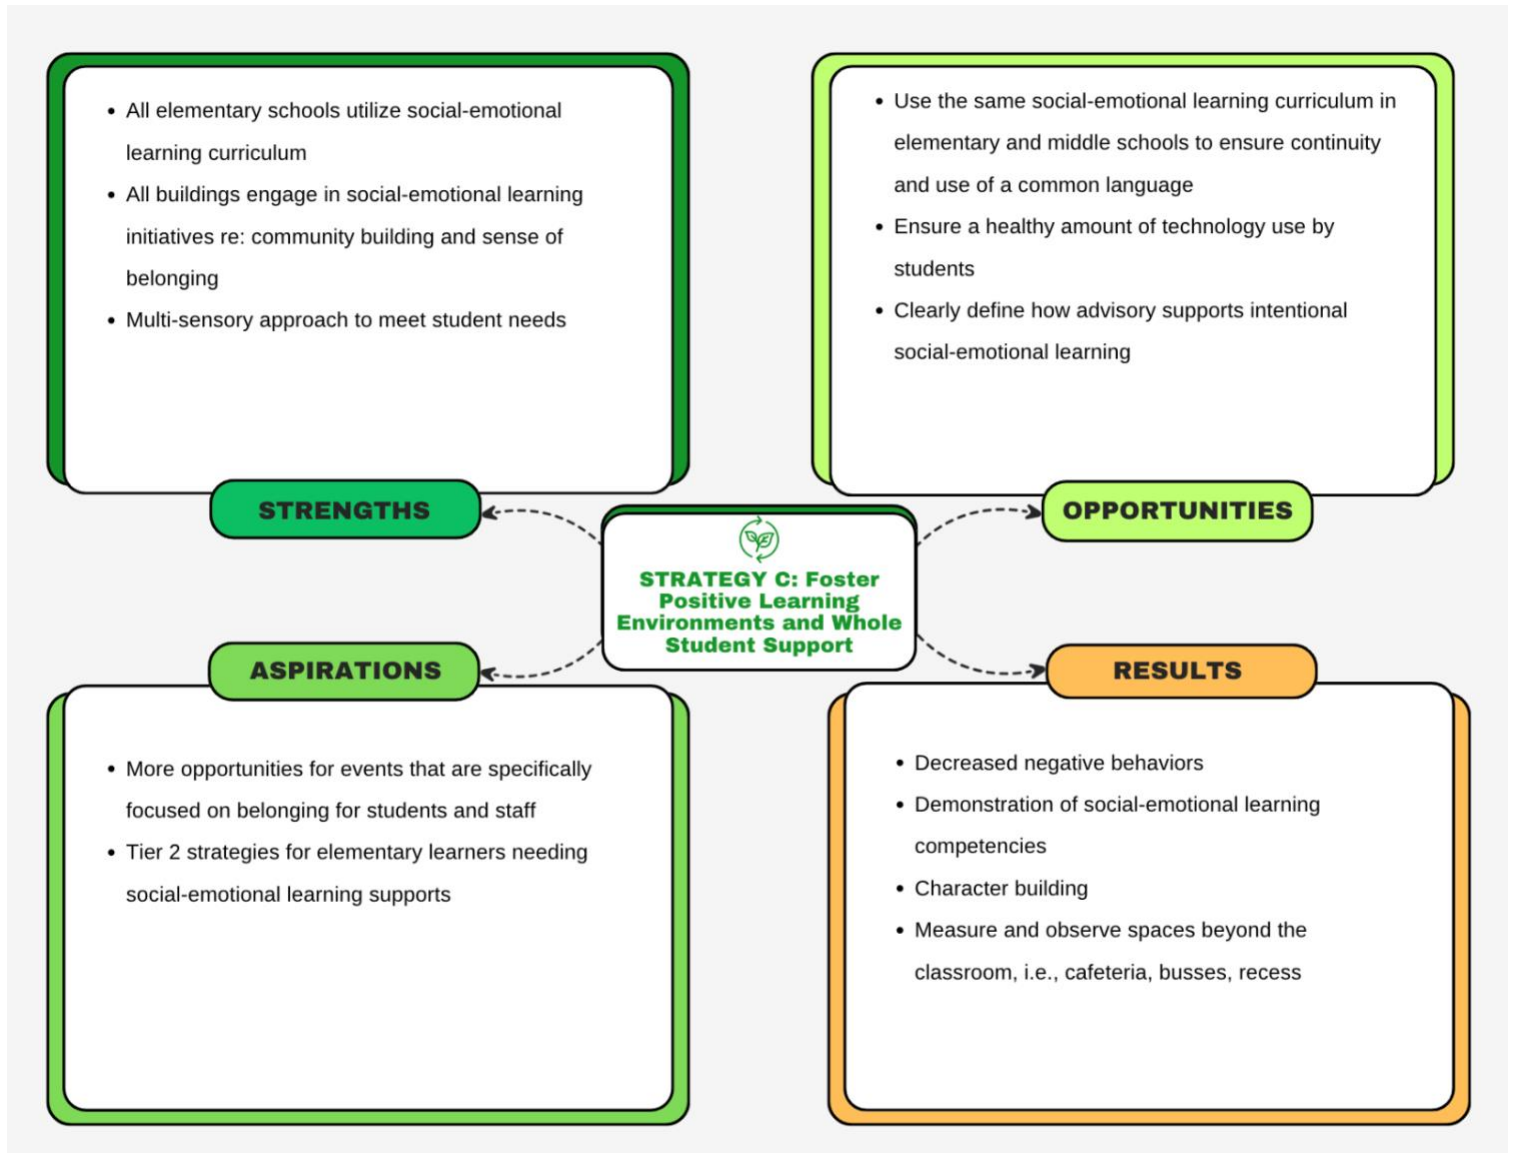 • All elementary schools utilize social-emotional
learning curriculum
• All buildings engage in social-emotional learning
initiatives re: community building and sense of
belonging
• Multi-sensory approach to meet student needs
STRENGTHS
• Use the same social-emotional learning curriculum in
elementary and middle schools to ensure continuity
and use of a common language
• Ensure a healthy amount of technology use by
students
• Clearly define how advisory supports intentional
social-emotional learning
OPPORTUNITIES
STRATEGY C: Foster
Positive Learning
Environments and Whole
Student Support
ASPIRATIONS
• More opportunities for events that are specifically
focused on belonging for students and staff
• Tier 2 strategies for elementary learners needing
social-emotional learning supports
RESULTS
• Decreased negative behaviors
• Demonstration of social-emotional learning
competencies
• Character building
• Measure and observe spaces beyond the
classroom, i.e., cafeteria, busses, recess